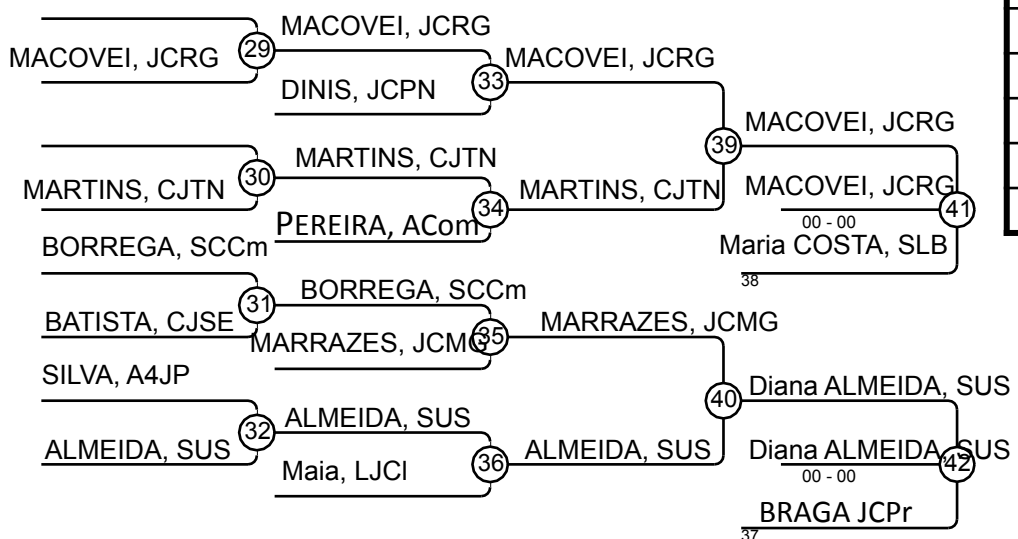 MACOVEI, JCRG
29
MACOVEI, JCRG
DINIS, JCPN
33
MACOVEI, JCRG
MARTINS, CJTN
30
MARTINS, CJTN
PEREIRA, ACom
34
MARTINS, CJTN
39
MACOVEI, JCRG
MACOVEI, JCRG
00 - 00
41
Maria COSTA, SLB
38
BORREGA, SCCm
BATISTA, CJSE
31
BORREGA, SCCm
MARRAZES, JCMG
35
MARRAZES, JCMG
SILVA, A4JP
ALMEIDA, SUS
32
ALMEIDA, SUS
Maia, LJCI
36
ALMEIDA, SUS
40
Diana ALMEIDA, SUS
Diana ALMEIDA, SUS
00 - 00
42
BRAGA JCPr
37